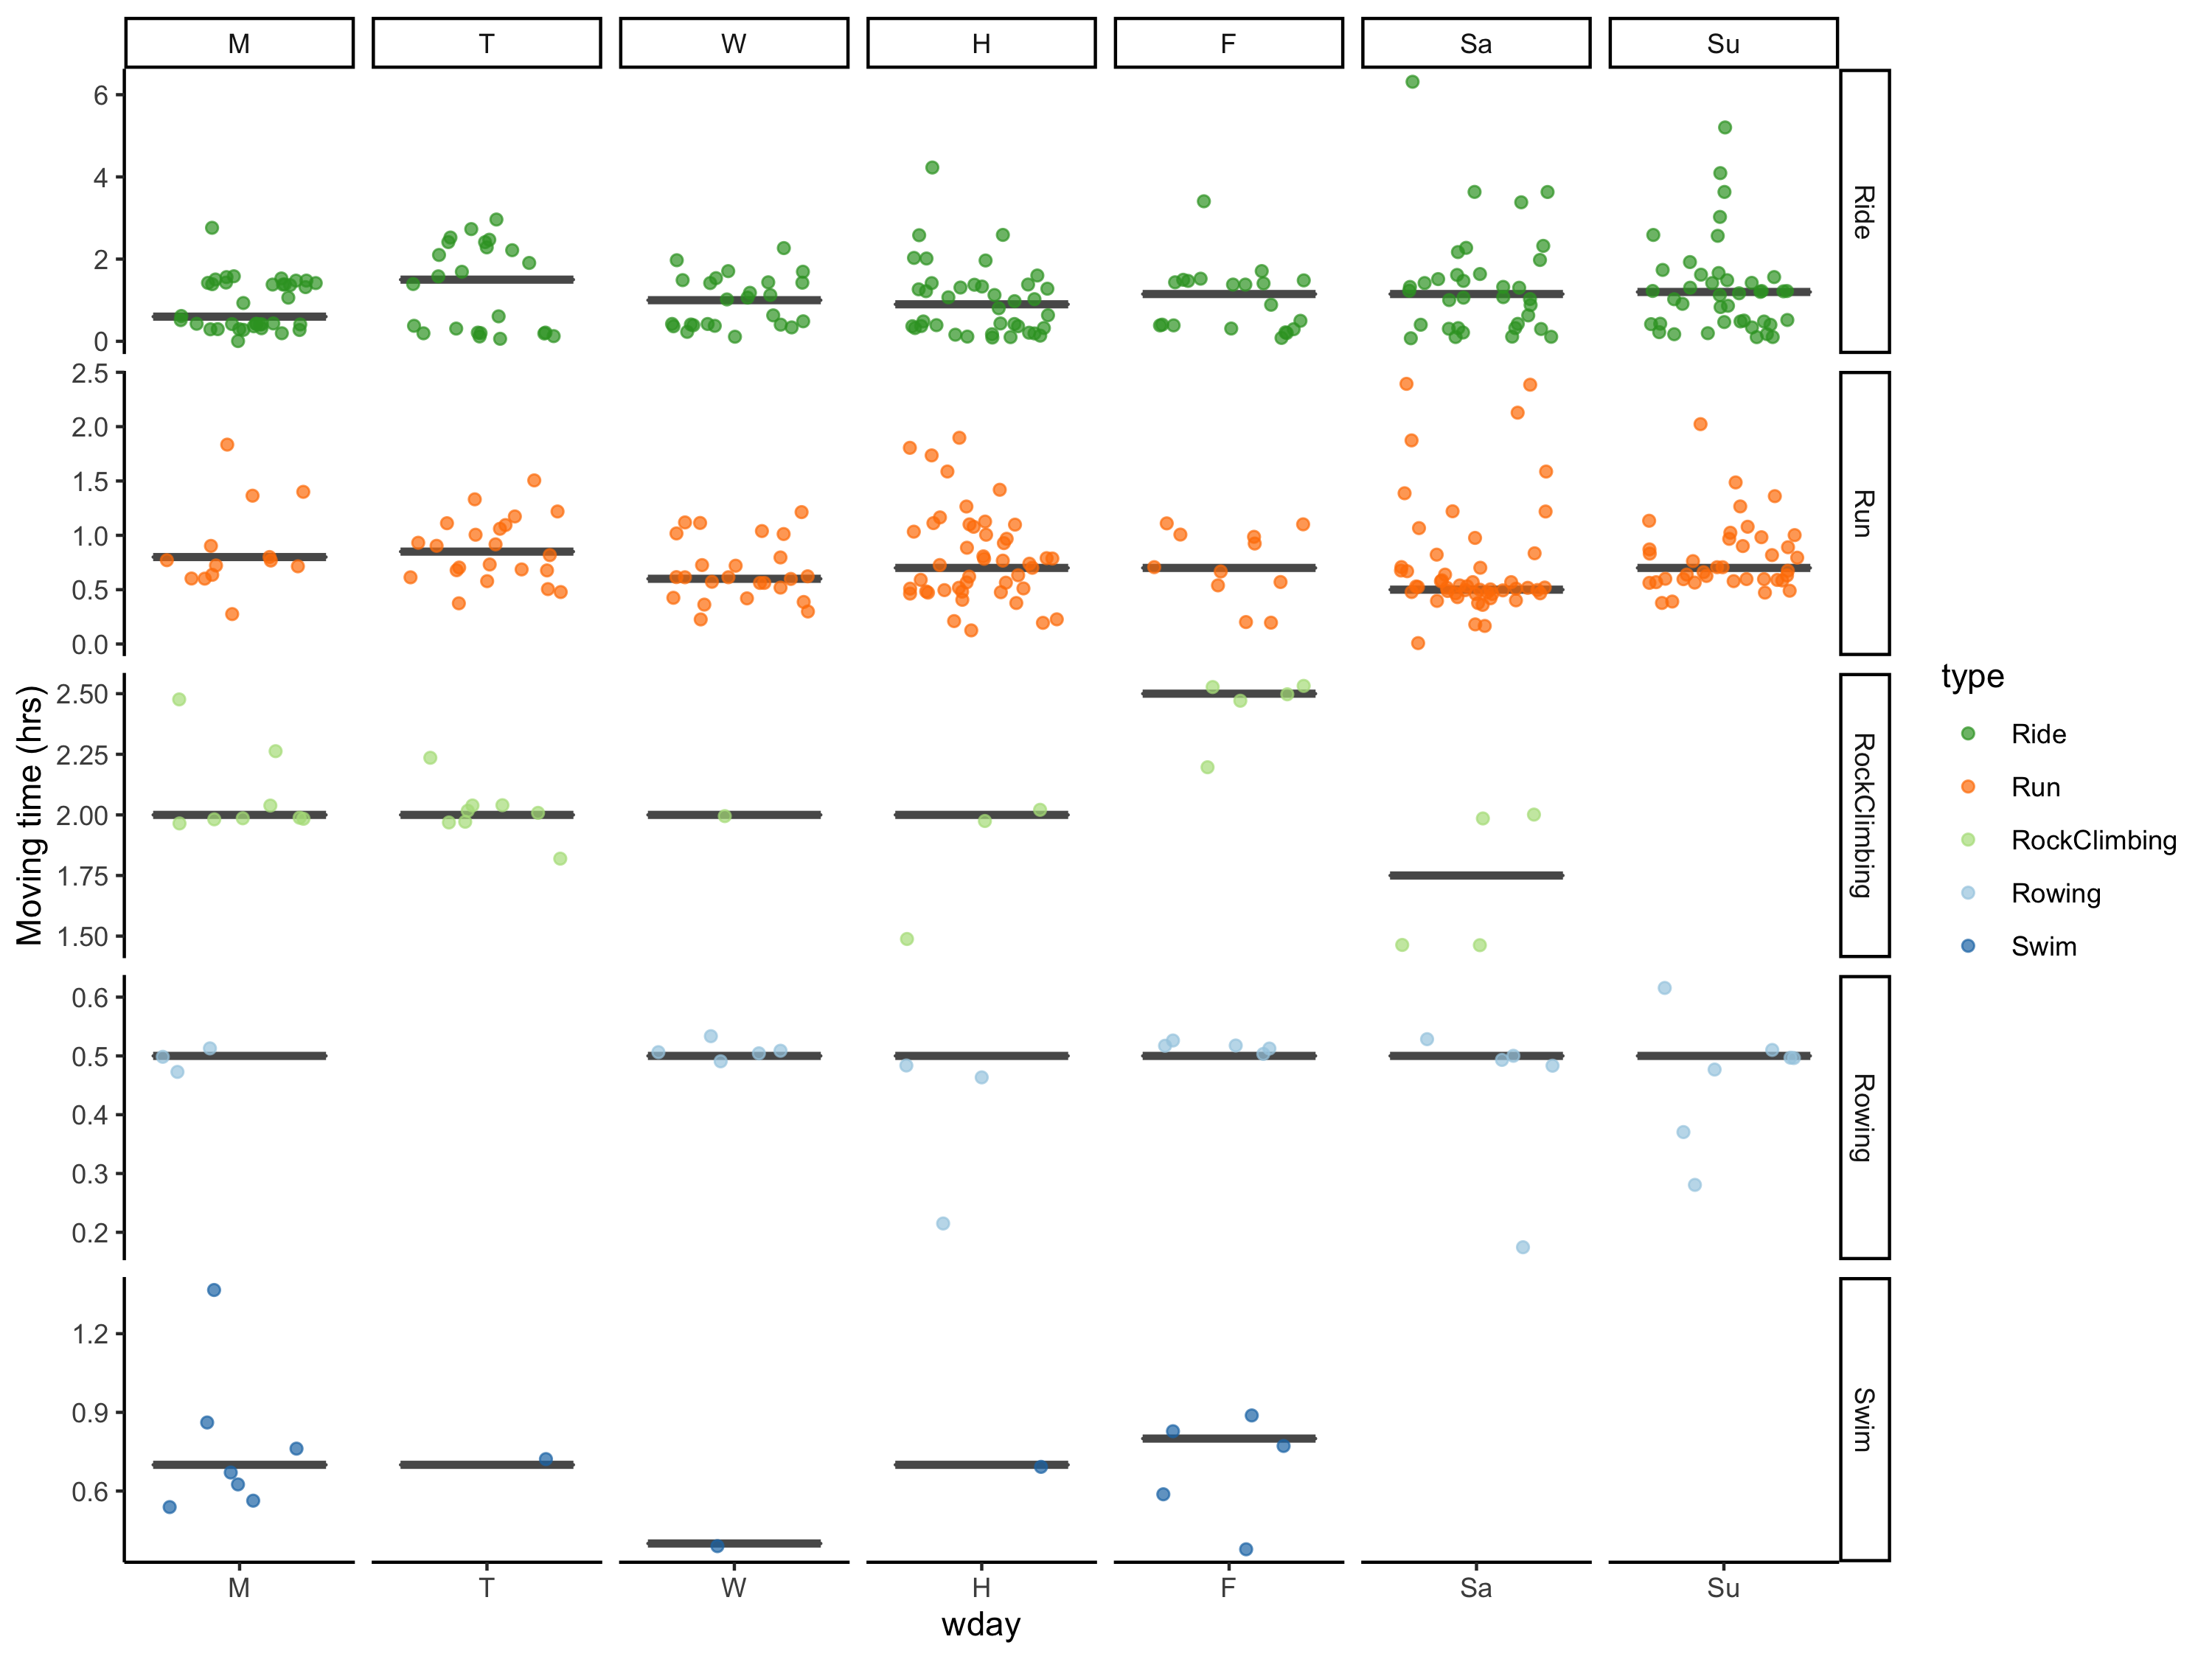 M T W H F Sa Su
6
4
2
0
Ride
2.5
2.0
1.5
1.0
0.5
0.0
Run
2.50
2.25
2.00
1.75
1.50
RockClimbing
0.6
0.5
0.4
0.3
0.2
Rowing
1.2
0.9
0.6
Swim
M T W H F Sa Su
wday
Moving time (hrs)
type
Ride
Run
RockClimbing
Rowing
Swim